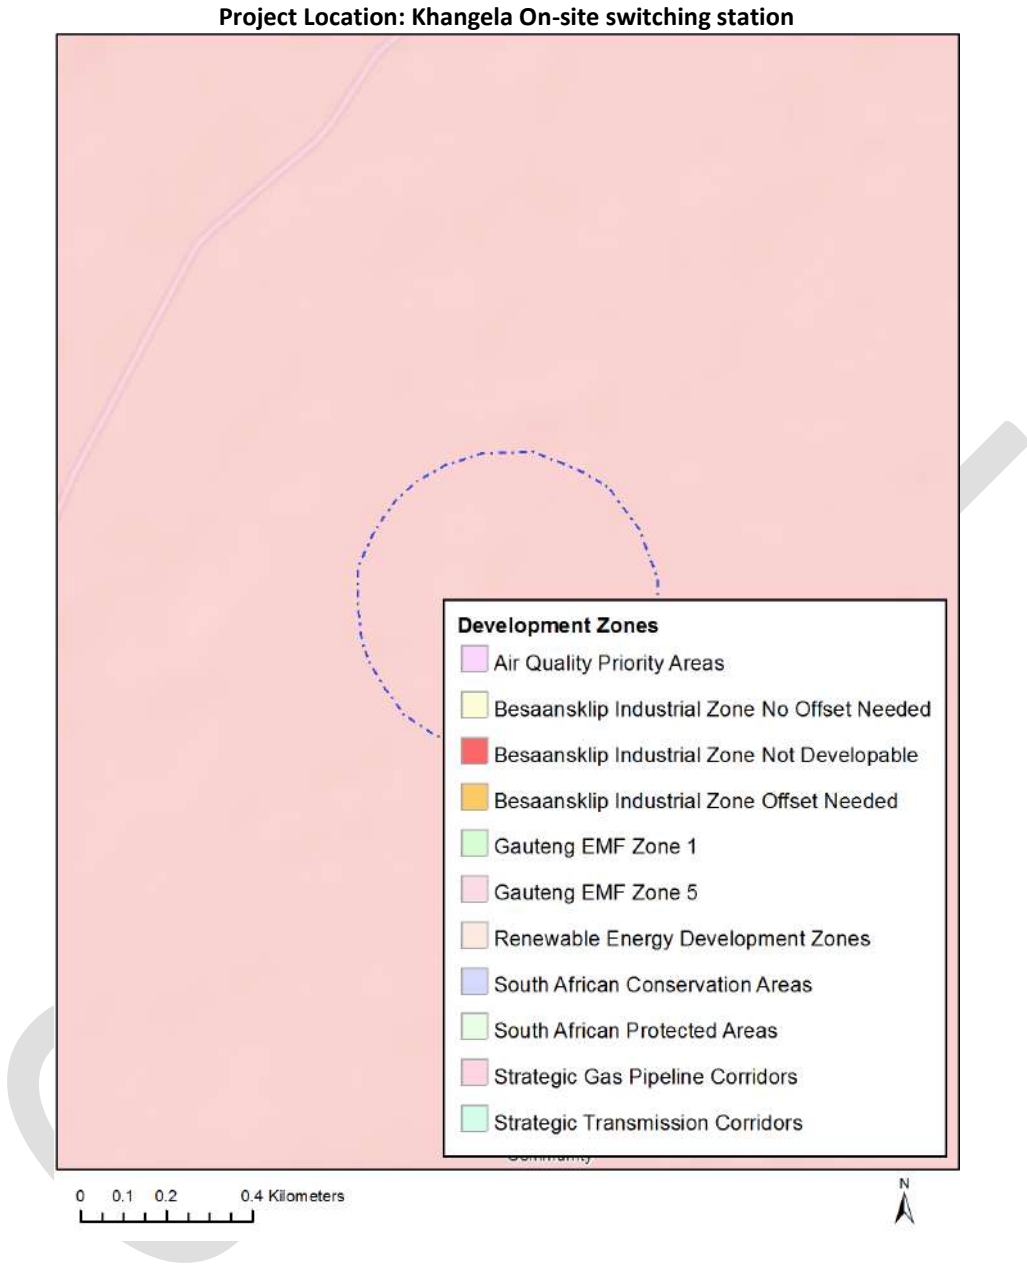 Project Location: Khangela On-site switching station
Development Zones
Air Quality Priority Areas
Besaansklip Industrial Zone No Offset Needed
Besaansklip Industrial Zone Not Developable
Besaansklip Industrial Zone Offset Needed
Gauteng EMF Zone 1
Gauteng EMF Zone 5
Renewable Energy Development Zones
South African Conservation Areas
South African Protected Areas
Strategic Gas Pipeline Corridors
Strategic Transmission Corridors
Community
0 0.1 0.2 0.4 Kilometers
N